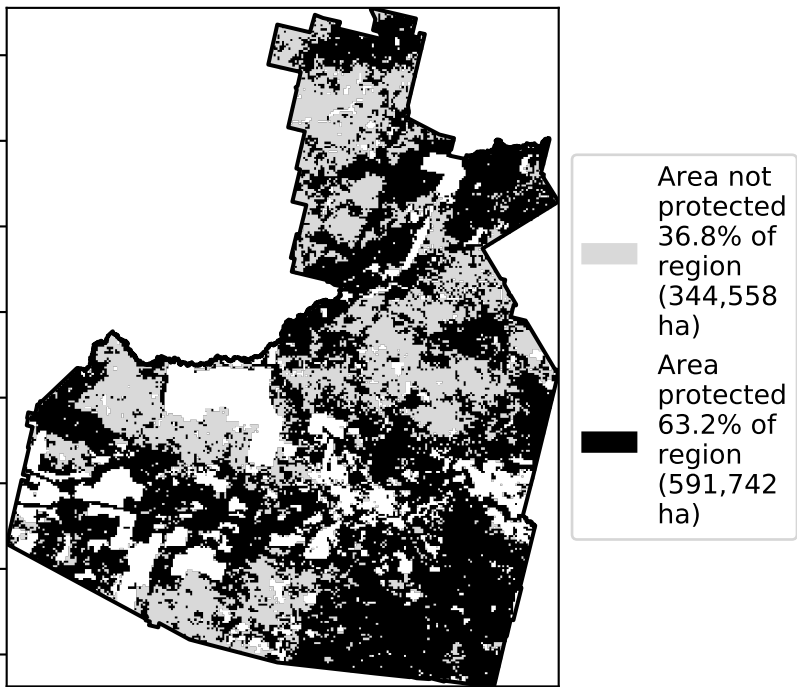 Area not
protected
36.8% of
region
(344,558
ha)
Area
protected
63.2% of
region
(591,742
ha)